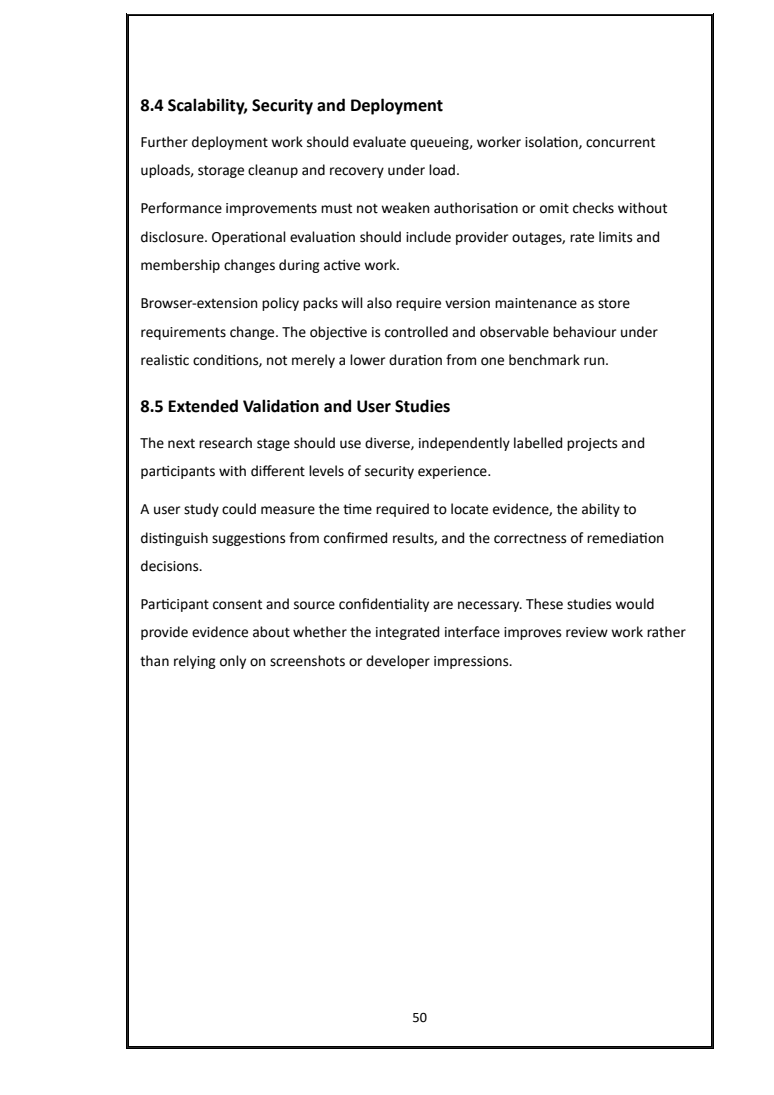 8.4 Scalability, Security and Deployment
Further deployment work should evaluate queueing, worker isolation, concurrent
uploads, storage cleanup and recovery under load.
Performance improvements must not weaken authorisation or omit checks without
disclosure. Operational evaluation should include provider outages, rate limits and
membership changes during active work.
Browser-extension policy packs will also require version maintenance as store
requirements change. The objective is controlled and observable behaviour under
realistic conditions, not merely a lower duration from one benchmark run.
8.5 Extended Validation and User Studies
The next research stage should use diverse, independently labelled projects and
participants with different levels of security experience.
A user study could measure the time required to locate evidence, the ability to
distinguish suggestions from confirmed results, and the correctness of remediation
decisions.
Participant consent and source confidentiality are necessary. These studies would
provide evidence about whether the integrated interface improves review work rather
than relying only on screenshots or developer impressions.
50